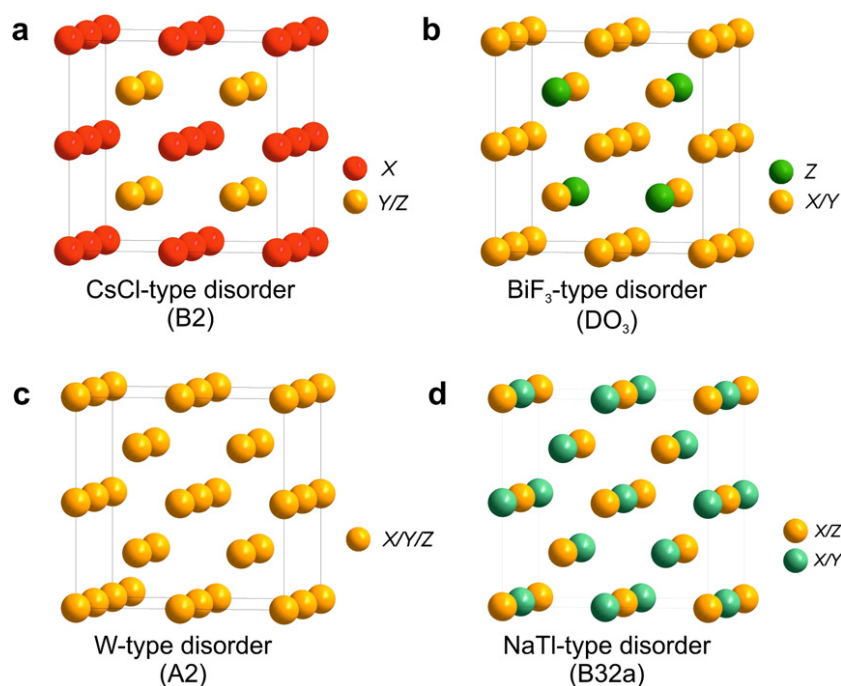 a
X
Y/Z
CsCl-type disorder
(B2)
b
Z
X/Y
BiF₃-type disorder
(DO₃)
c
X/Y/Z
W-type disorder
(A2)
d
X/Z
X/Y
NaTl-type disorder
(B32a)